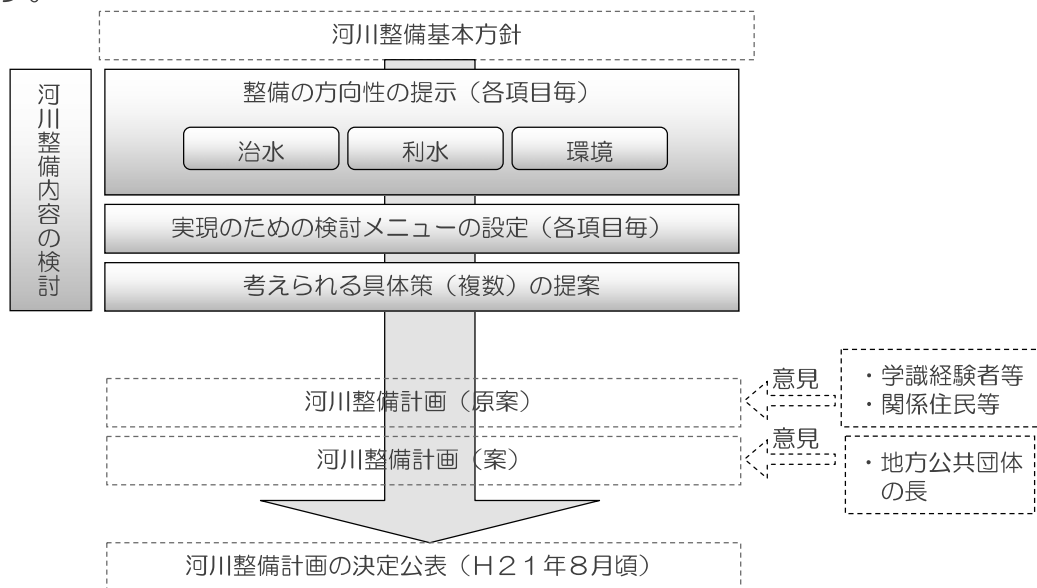 す。
河川整備基本方針
河川整備内容の検討
整備の方向性の提示（各項目毎）
治水
利水
環境
実現のための検討メニューの設定（各項目毎）
考えられる具体策（複数）の提案
河川整備計画（原案）
意見
・学識経験者等
・関係住民等
河川整備計画（案）
意見
・地方公共団体
の長
河川整備計画の決定公表（Ｈ２１年８月頃）